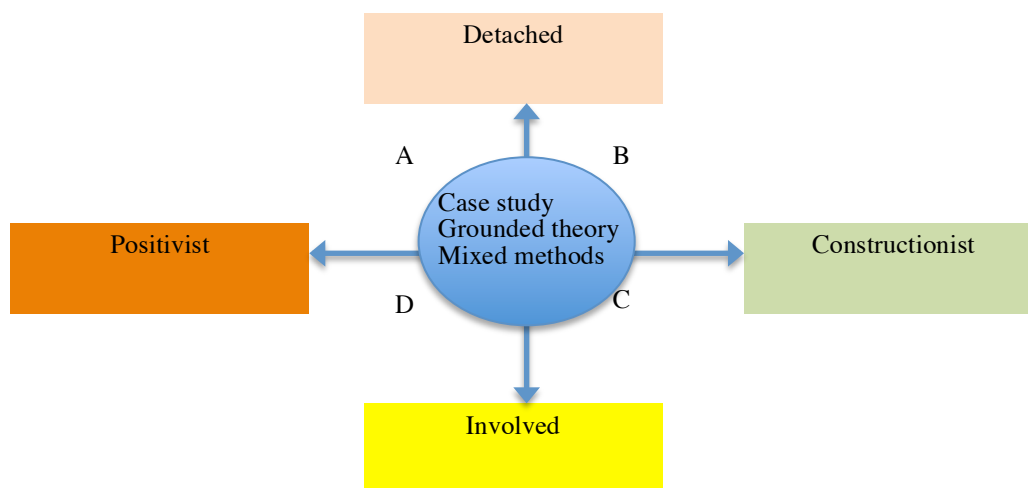 Detached
A
B
Case study
Grounded theory
Mixed methods
Positivist
Constructionist
D
C
Involved